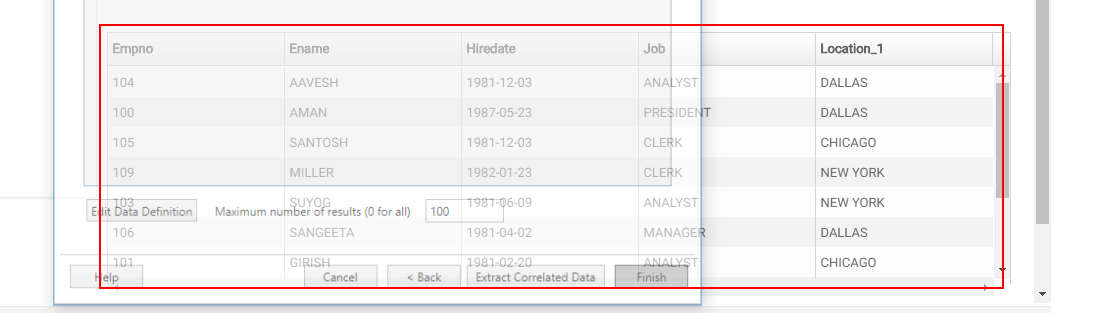 Empno Ename Hiredate Job Location_1
104 AAVESH 1981-12-03 ANALYST DALLAS
100 AMAN 1987-05-23 PRESIDENT DALLAS
105 SANTOSH 1981-12-03 CLERK CHICAGO
109 MILLER 1982-01-23 CLERK NEW YORK
103 SUYOG 1981-06-09 ANALYST NEW YORK
Edit Data Definition Maximum number of results (0 for all) 100
106 SANGEETA 1981-04-02 MANAGER DALLAS
101 GIRISH 1981-02-20 ANALYST CHICAGO
Help Cancel < Back Extract Correlated Data Finish